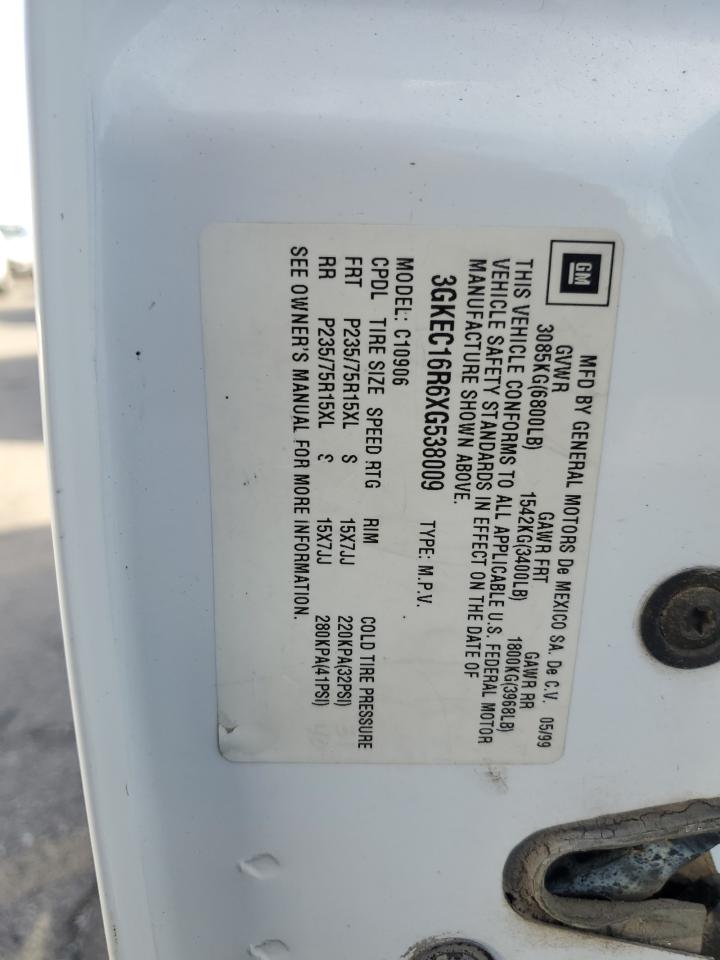 GM
MFD BY GENERAL MOTORS De MEXICO SA. De C.V. 05/99
GVWR GAWR FRT GAWR RR
3085KG(6800LB) 1542KG(3400LB) 1800KG(3968LB)
THIS VEHICLE CONFORMS TO ALL APPLICABLE U.S. FEDERAL MOTOR
VEHICLE SAFETY STANDARDS IN EFFECT ON THE DATE OF
MANUFACTURE SHOWN ABOVE.
3GKEC16R6XG538009 TYPE: M.P.V.
MODEL: C10906
CPDL TIRE SIZE SPEED RTG RIM COLD TIRE PRESSURE
FRT P235/75R15XL S 15X7JJ 220KPA(32PSI)
RR P235/75R15XL S 15X7JJ 280KPA(41PSI)
SEE OWNER'S MANUAL FOR MORE INFORMATION.